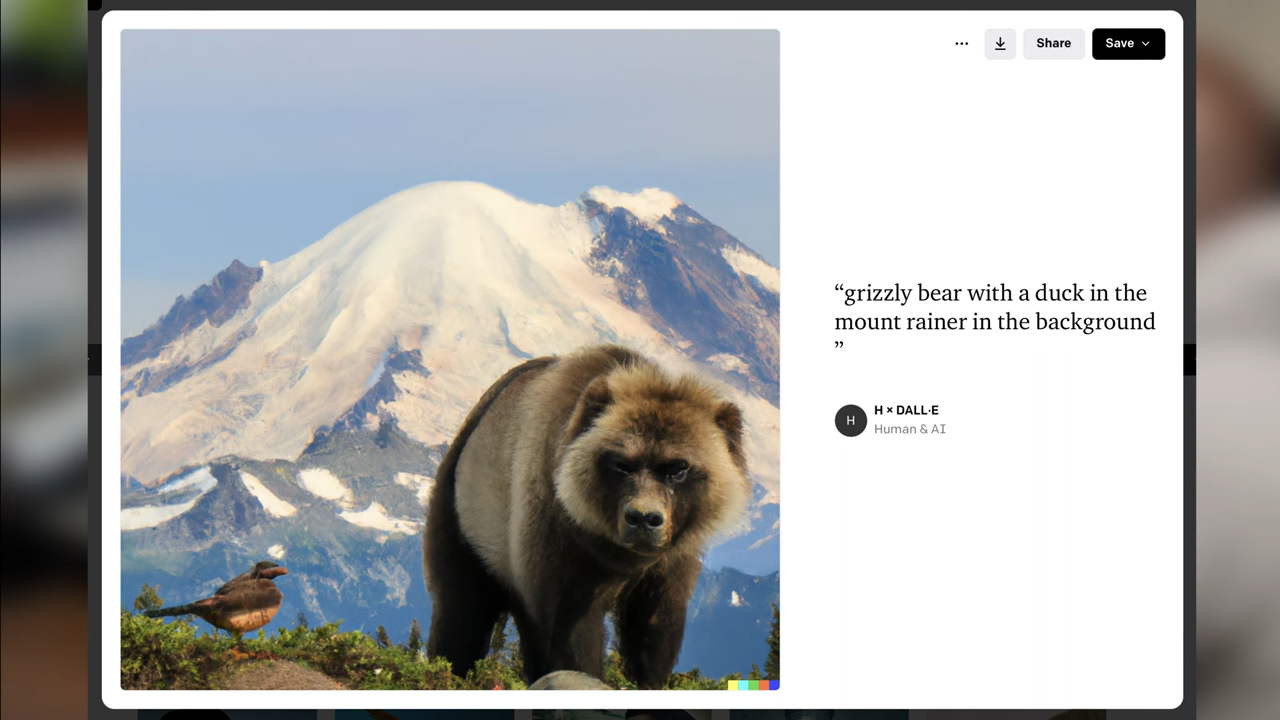 Share
Save
“grizzly bear with a duck in the
mount rainer in the background
”
H
H × DALL·E
Human & AI